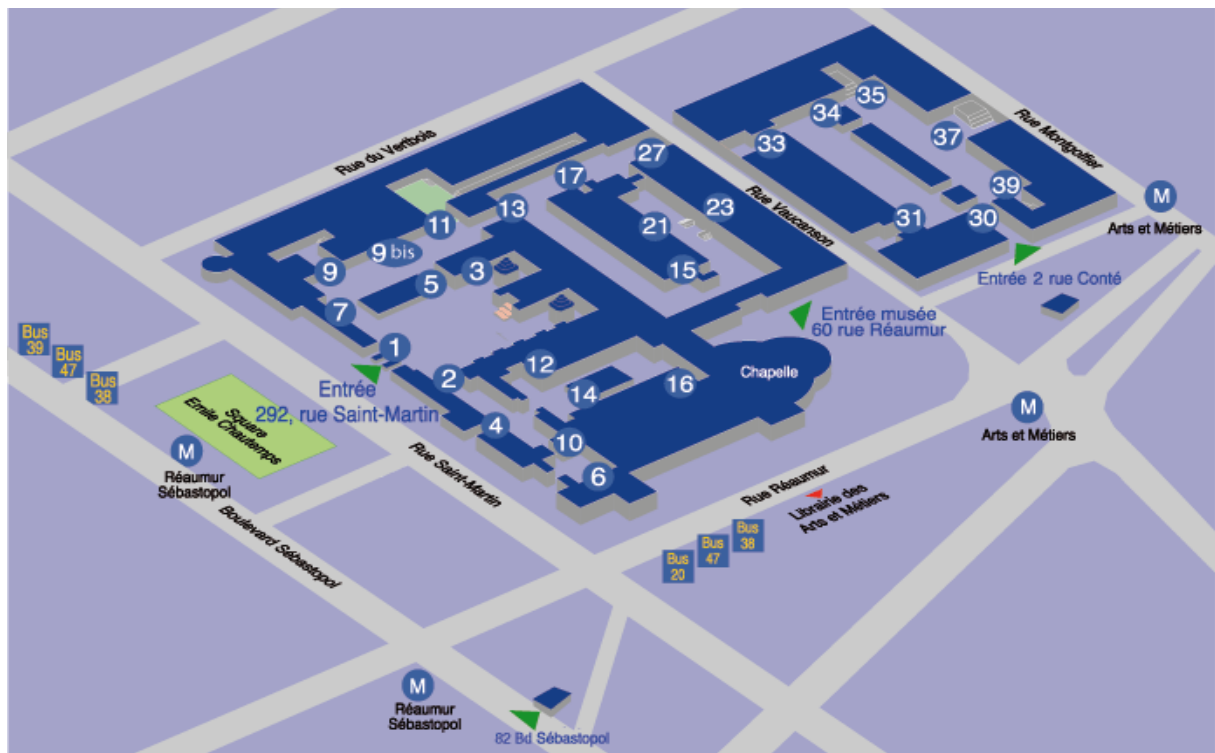 Rue du Vertbois
Rue Montgolfier
35
34
37
33
27
17
39
M
Arts et Métiers
Rue Vaucanson
13
23
11
21
31
30
9 bis
9
3
5
15
Entrée 2 rue Conté
7
Entrée musée
60 rue Réaumur
Bus
39
Bus
47
Bus
38
1
12
2
14
16
Chapelle
Entrée
292, rue Saint-Martin
Square
Emile Chautemps
4
10
6
M
Arts et Métiers
M
Réaumur
Sébastopol
Rue Saint-Martin
Rue Réaumur
Librairie des
Arts et Métiers
Boulevard Sébastopol
Bus
20
Bus
47
Bus
38
M
Réaumur
Sébastopol
82 Bd Sébastopol